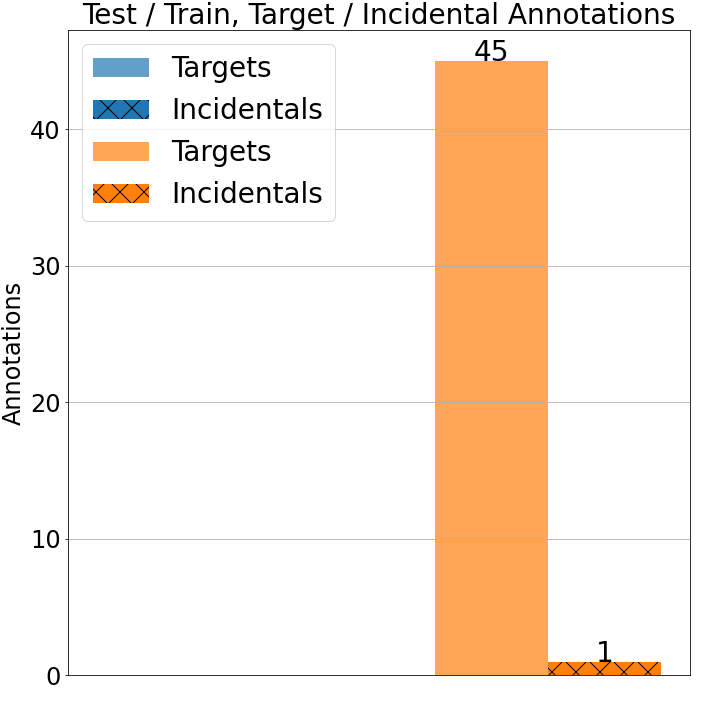 Test / Train, Target / Incidental Annotations
45
Targets
Incidentals
Targets
Incidentals
40
30
20
10
0
Annotations
1